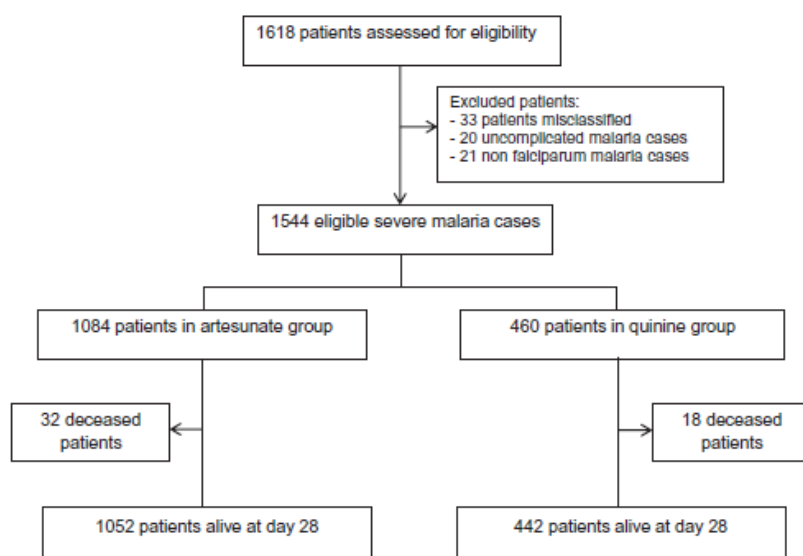 1618 patients assessed for eligibility
Excluded patients:
- 33 patients misclassified
- 20 uncomplicated malaria cases
- 21 non falciparum malaria cases
1544 eligible severe malaria cases
1084 patients in artesunate group
460 patients in quinine group
32 deceased
patients
18 deceased
patients
1052 patients alive at day 28
442 patients alive at day 28